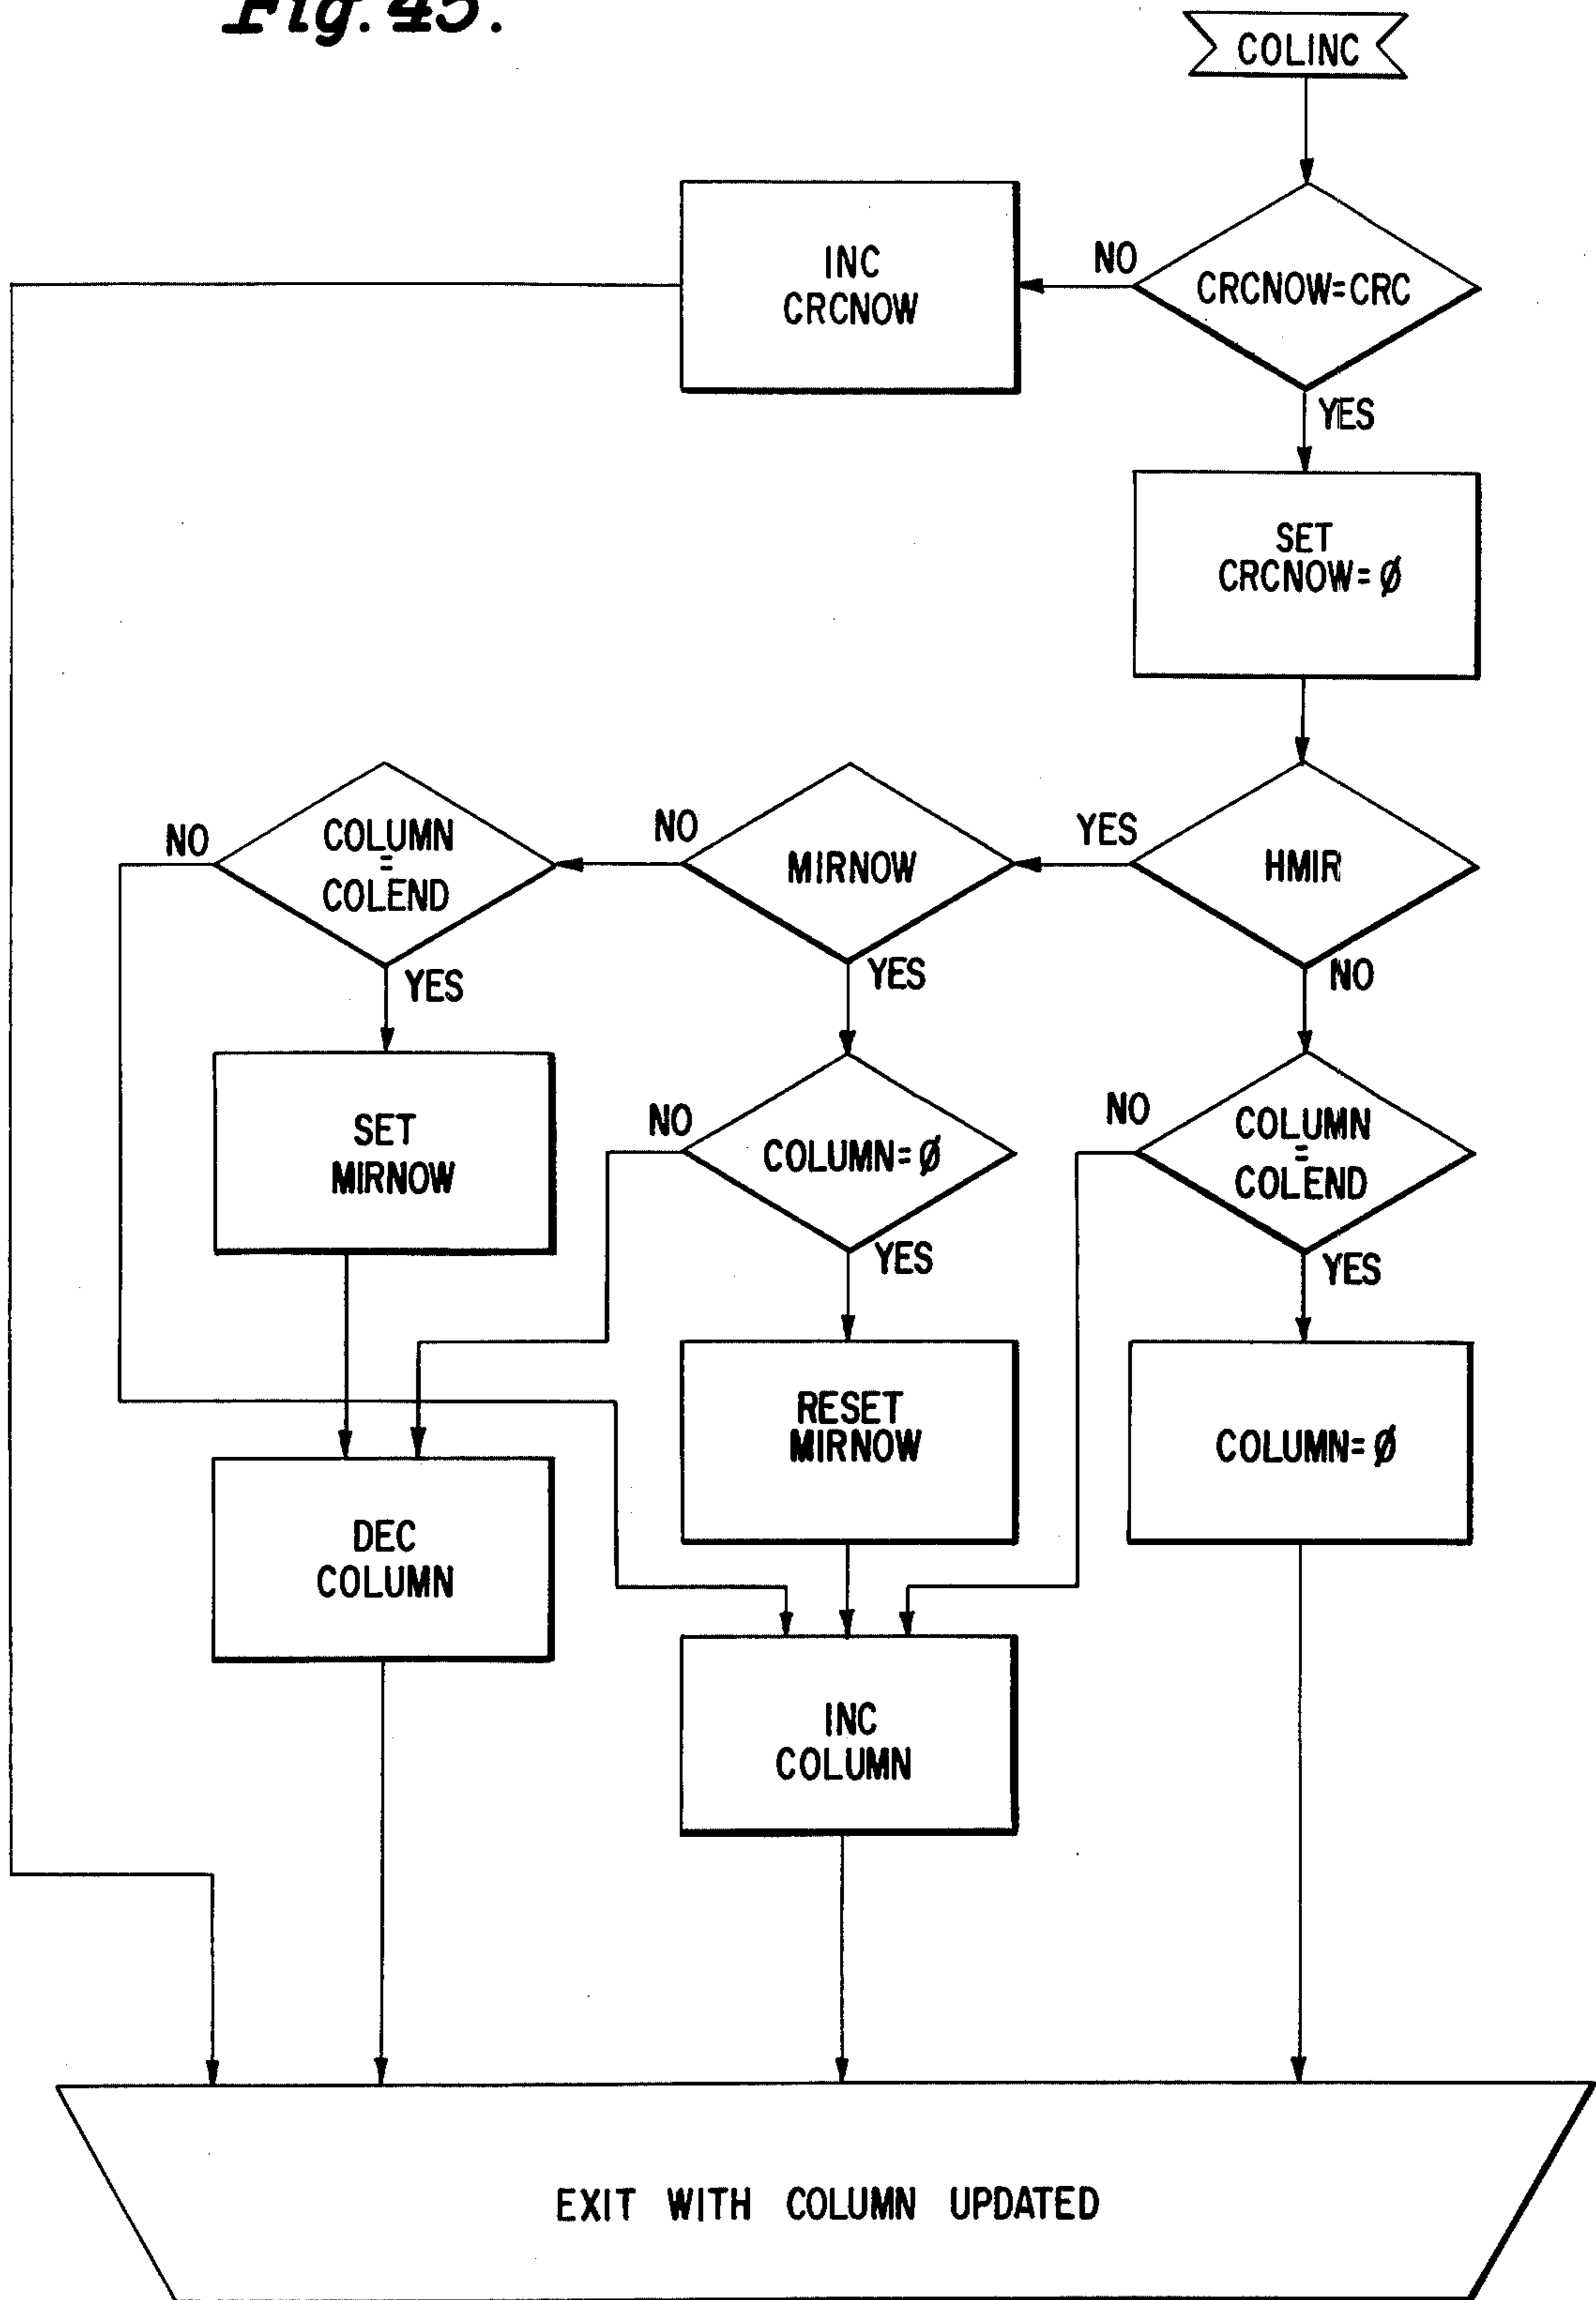 Fig. 45.
COLINC
INC
CRCNOW
NO
CRCNOW=CRC
YES
SET
CRCNOW=Ø
NO
COLUMN
=
COLEND
NO
MIRNOW
YES
HMIR
YES
YES
NO
SET
MIRNOW
NO
COLUMN=Ø
NO
COLUMN
=
COLEND
YES
YES
RESET
MIRNOW
COLUMN=Ø
DEC
COLUMN
INC
COLUMN
EXIT WITH COLUMN UPDATED